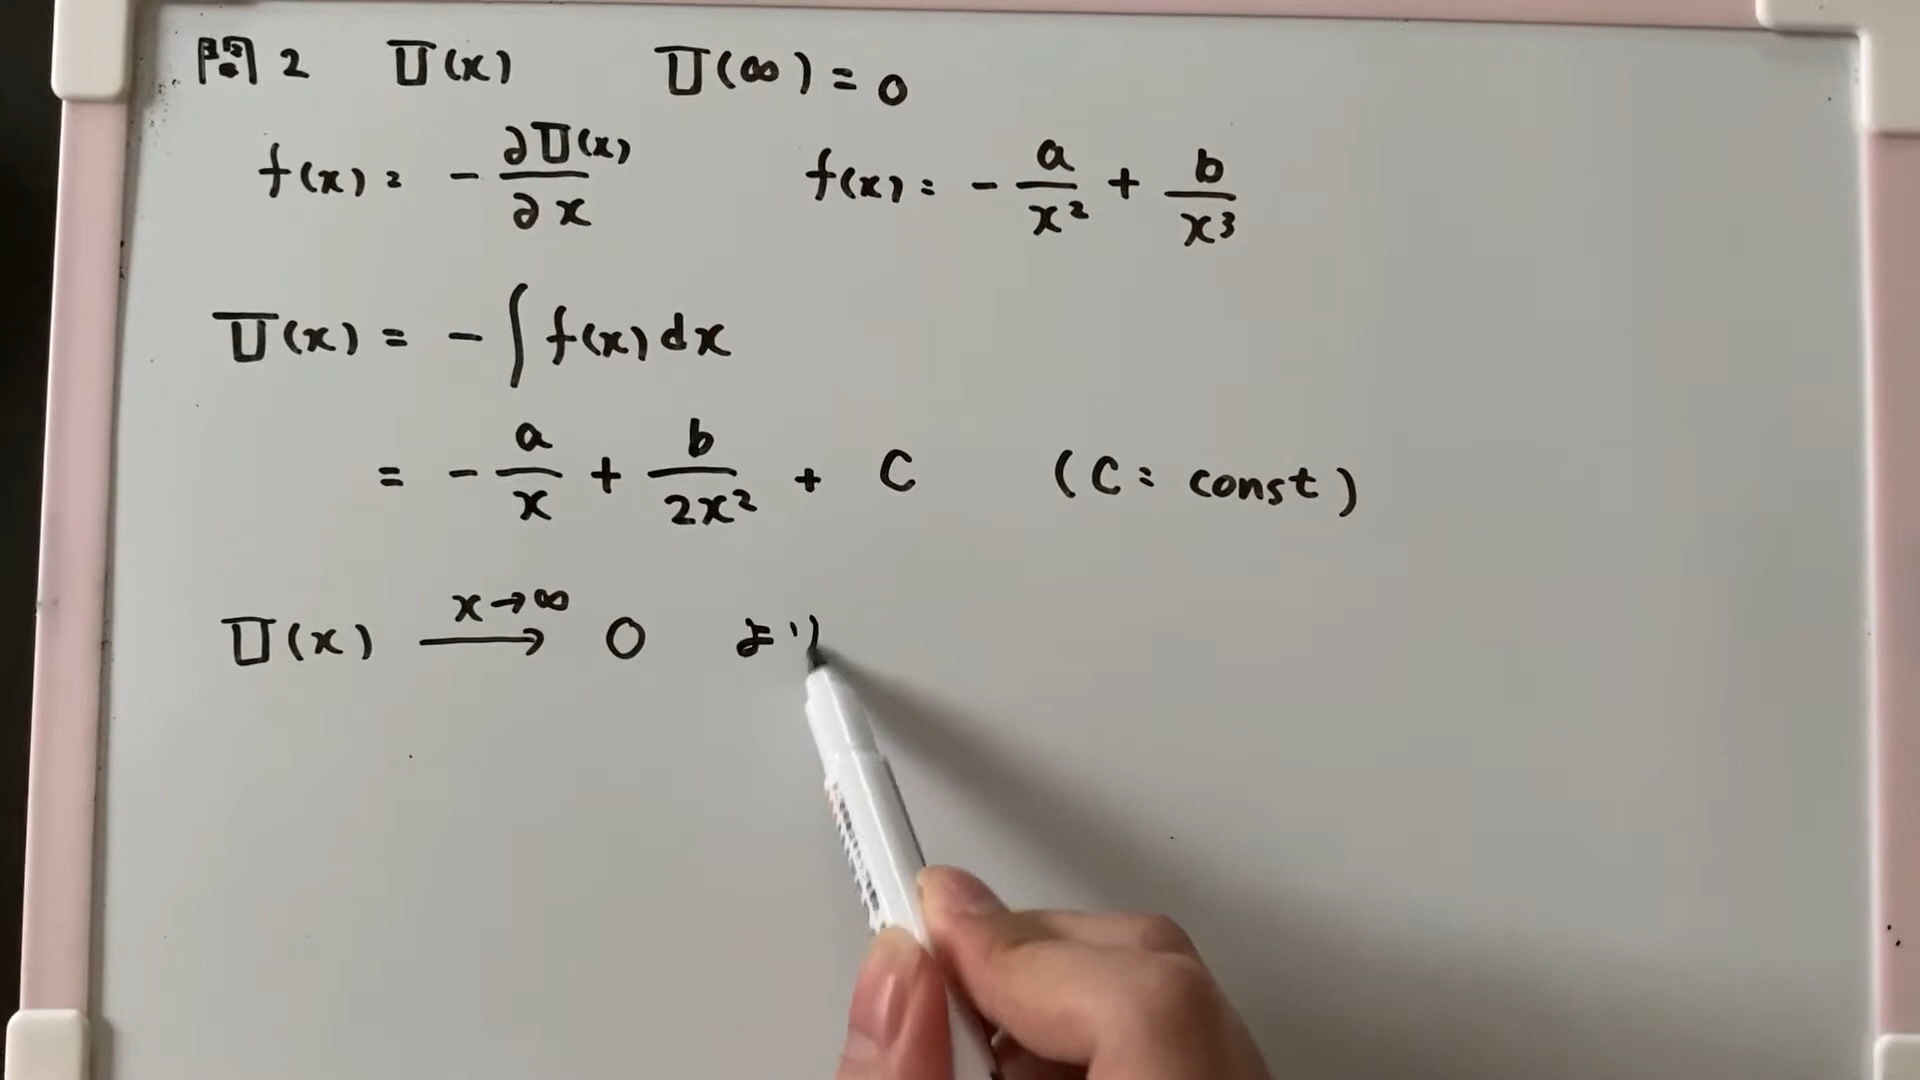 問2 U(x) U(∞) = 0
f(x) = - ∂U(x)/∂x f(x) = - a/x² + b/x³
U(x) = - ∫ f(x) dx
= - a/x + b/2x² + C (C = const)
U(x) x→∞ ⟶ 0 より